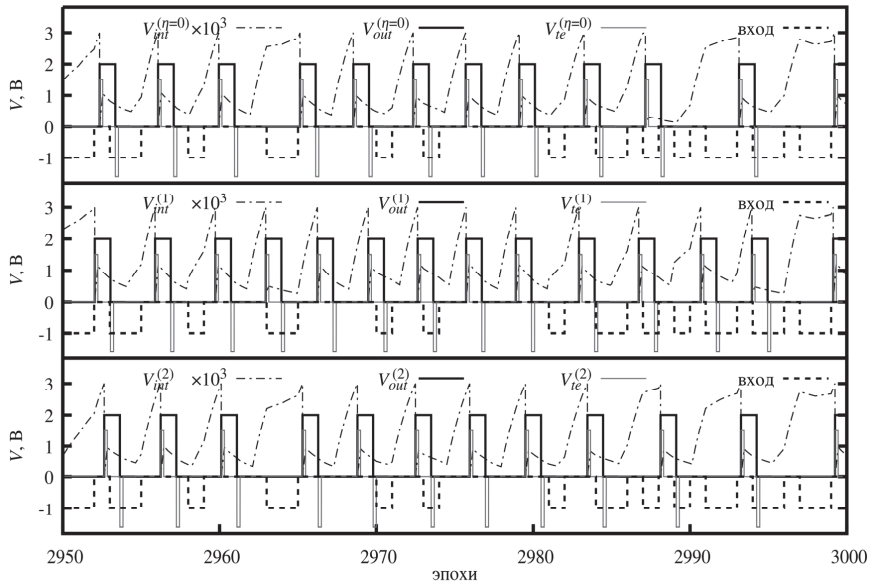 V_int^(η=0) ×10^3 V_out^(η=0) V_te^(η=0) вход
V, В
3
2
1
0
-1
V_int^(1) ×10^3 V_out^(1) V_te^(1) вход
V, В
3
2
1
0
-1
V_int^(2) ×10^3 V_out^(2) V_te^(2) вход
V, В
3
2
1
0
-1
2950 2960 2970 2980 2990 3000
эпохи